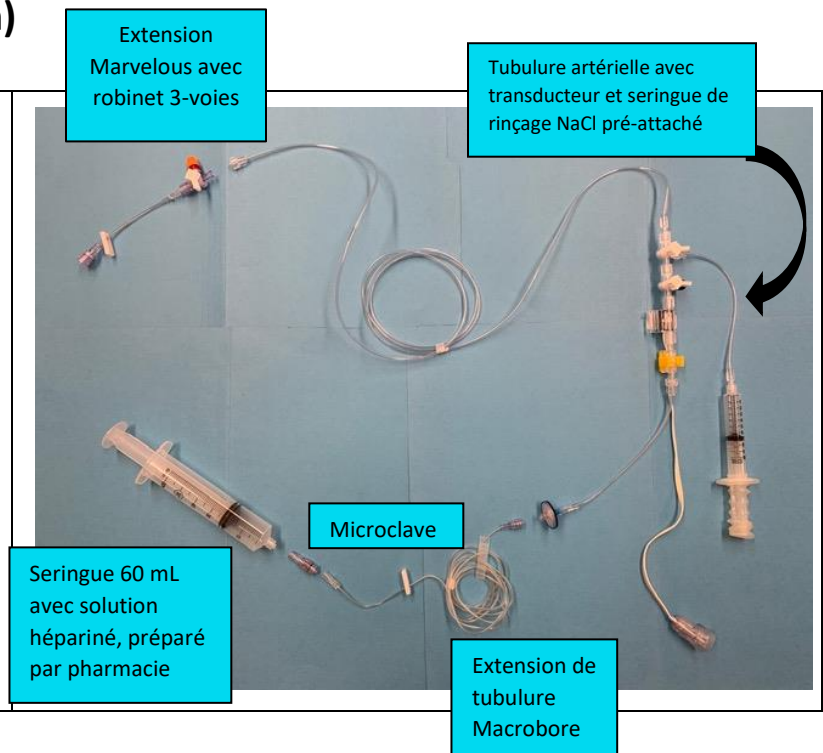 )
Extension
Marvelous avec
robinet 3-voies
Tubulure artérielle avec
transducteur et seringue de
rinçage NaCl pré-attaché
Microclave
Seringue 60 mL
avec solution
hépariné, préparé
par pharmacie
Extension de
tubulure
Macrobore